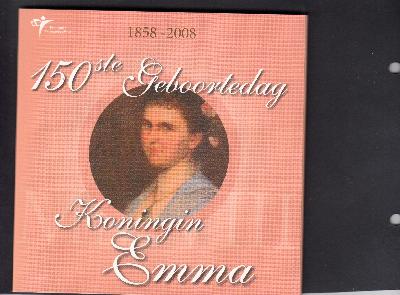 1858-2008
150ste Geboortedag
Koningin
Emma